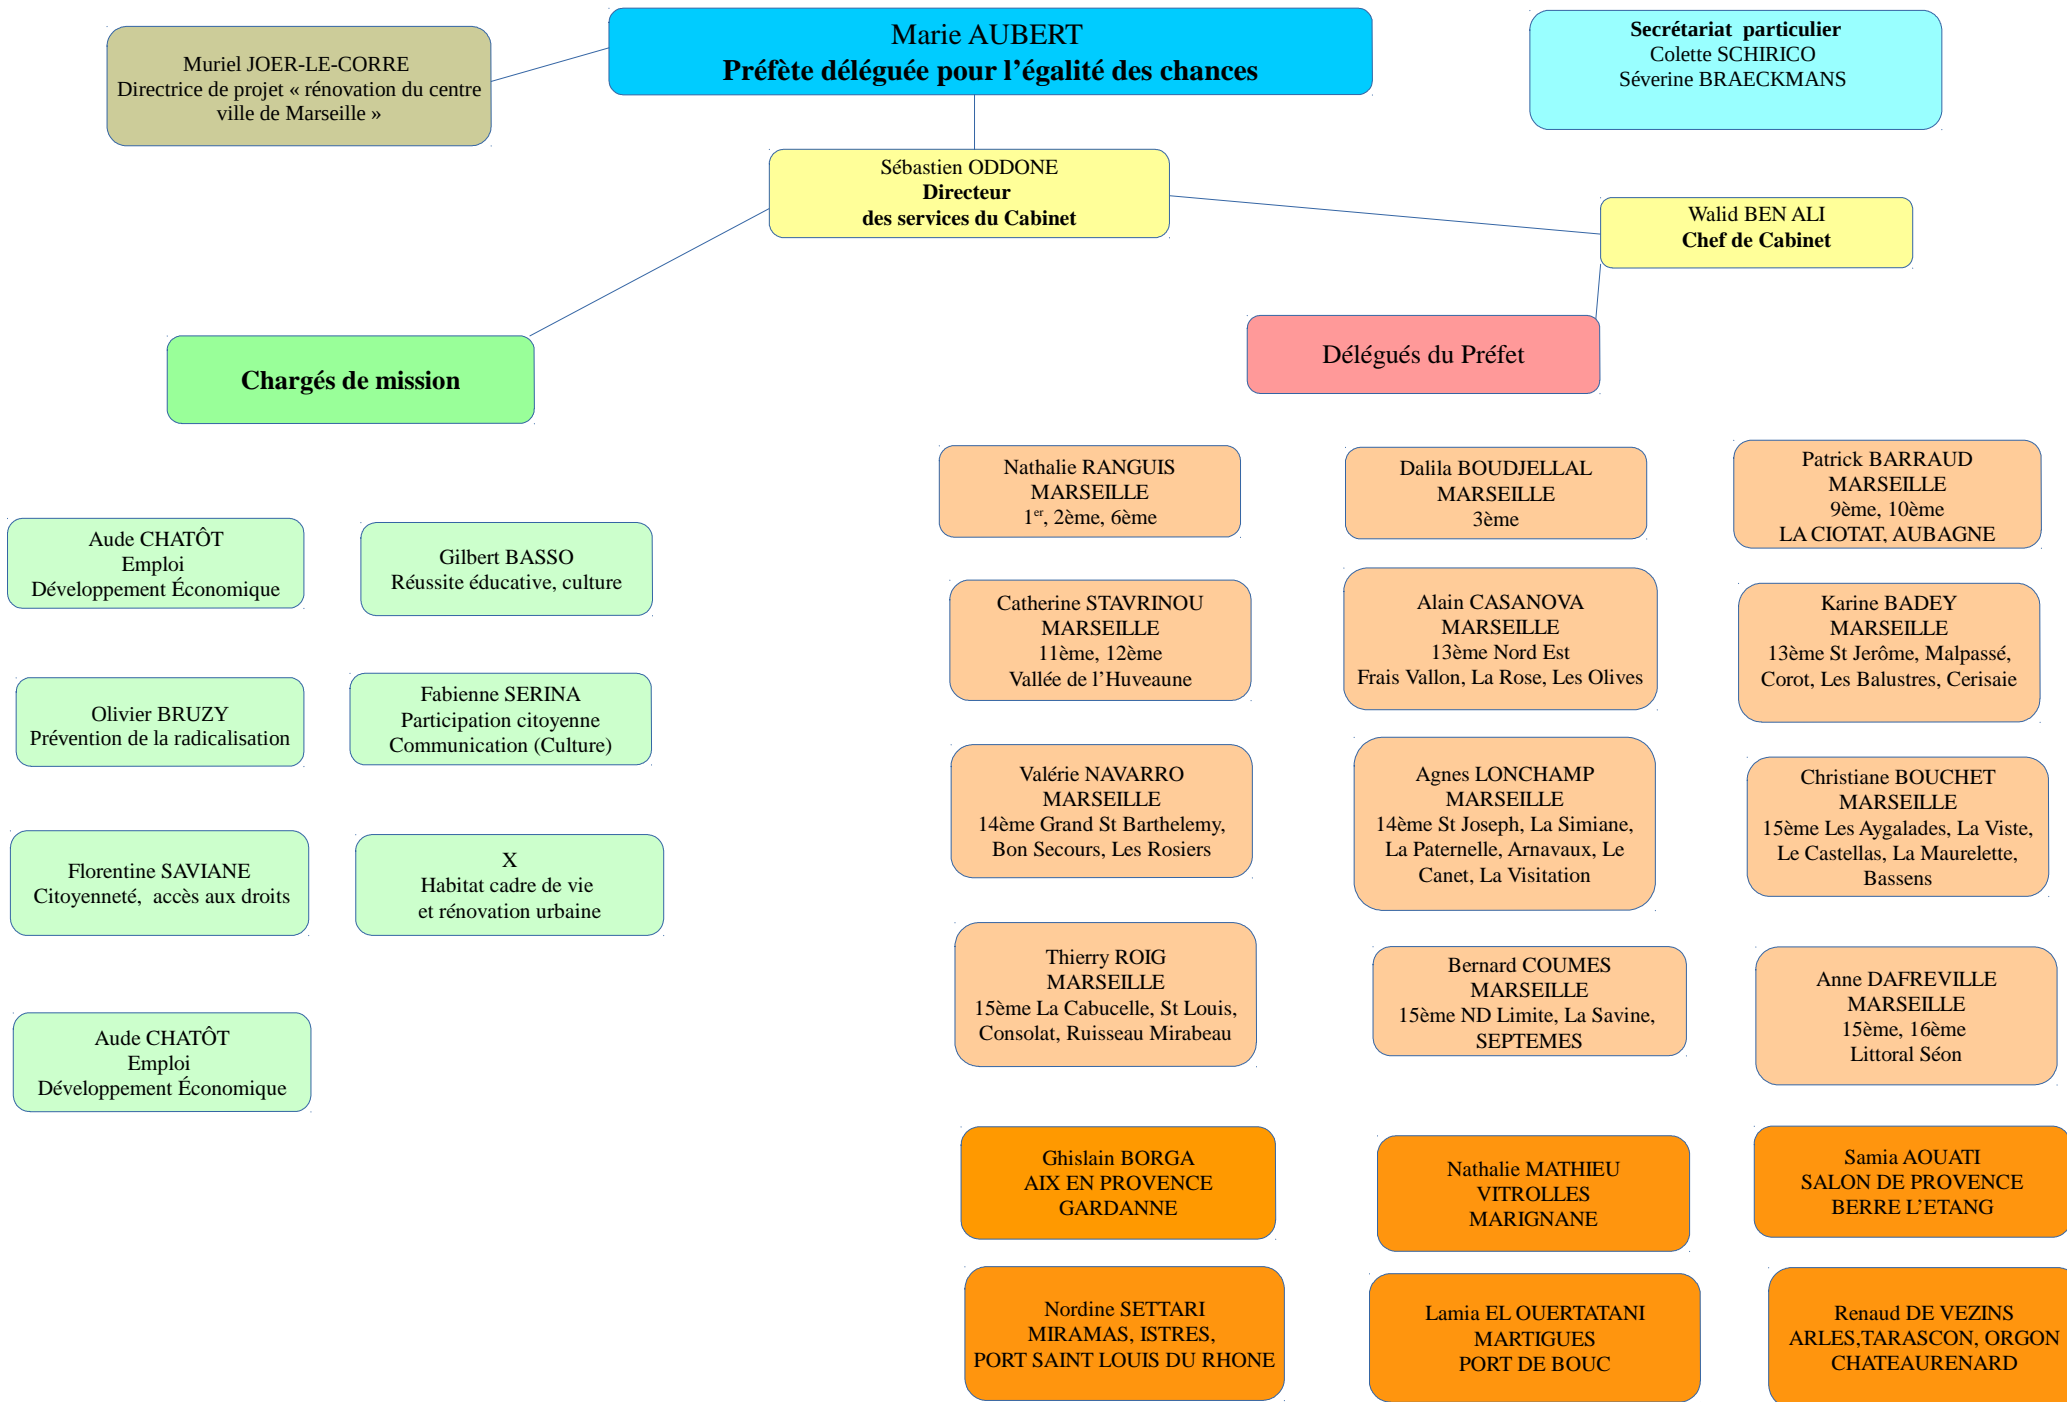 Marie AUBERT
Préfète déléguée pour l’égalité des chances
Muriel JOER-LE-CORRE
Directrice de projet « rénovation du centre
ville de Marseille »
Secrétariat particulier
Colette SCHIRICO
Séverine BRAECKMANS
Sébastien ODDONE
Directeur
des services du Cabinet
Walid BEN ALI
Chef de Cabinet
Chargés de mission
Délégués du Préfet
Aude CHATÔT
Emploi
Développement Économique
Gilbert BASSO
Réussite éducative, culture
Olivier BRUZY
Prévention de la radicalisation
Fabienne SERINA
Participation citoyenne
Communication (Culture)
Florentine SAVIANE
Citoyenneté, accès aux droits
X
Habitat cadre de vie
et rénovation urbaine
Aude CHATÔT
Emploi
Développement Économique
Nathalie RANGUIS
MARSEILLE
1er, 2ème, 6ème
Dalila BOUDJELLAL
MARSEILLE
3ème
Patrick BARRAUD
MARSEILLE
9ème, 10ème
LA CIOTAT, AUBAGNE
Catherine STAVRINOU
MARSEILLE
11ème, 12ème
Vallée de l’Huveaune
Alain CASANOVA
MARSEILLE
13ème Nord Est
Frais Vallon, La Rose, Les Olives
Karine BADEY
MARSEILLE
13ème St Jerôme, Malpassé,
Corot, Les Balustres, Cerisaie
Valérie NAVARRO
MARSEILLE
14ème Grand St Barthelemy,
Bon Secours, Les Rosiers
Agnes LONCHAMP
MARSEILLE
14ème St Joseph, La Simiane,
La Paternelle, Arnavaux, Le
Canet, La Visitation
Christiane BOUCHET
MARSEILLE
15ème Les Aygalades, La Viste,
Le Castellas, La Maurelette,
Bassens
Thierry ROIG
MARSEILLE
15ème La Cabucelle, St Louis,
Consolat, Ruisseau Mirabeau
Bernard COUMES
MARSEILLE
15ème ND Limite, La Savine,
SEPTEMES
Anne DAFREVILLE
MARSEILLE
15ème, 16ème
Littoral Séon
Ghislain BORGA
AIX EN PROVENCE
GARDANNE
Nathalie MATHIEU
VITROLLES
MARIGNANE
Samia AOUATI
SALON DE PROVENCE
BERRE L’ETANG
Nordine SETTARI
MIRAMAS, ISTRES,
PORT SAINT LOUIS DU RHONE
Lamia EL OUERTATANI
MARTIGUES
PORT DE BOUC
Renaud DE VEZINS
ARLES,TARASCON, ORGON
CHATEAURENARD